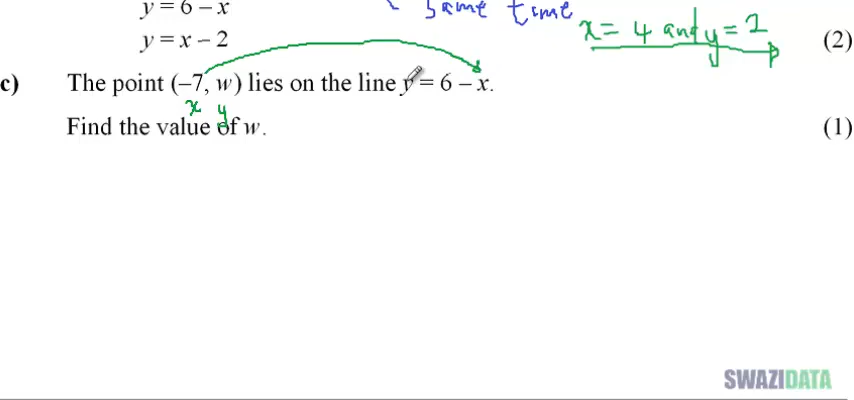 y = 6 – x
same time
y = x – 2
x = 4 and y = 2
(2)
c) The point (–7, w) lies on the line y = 6 – x.
x y
Find the value of w.
(1)
SWAZIDATA